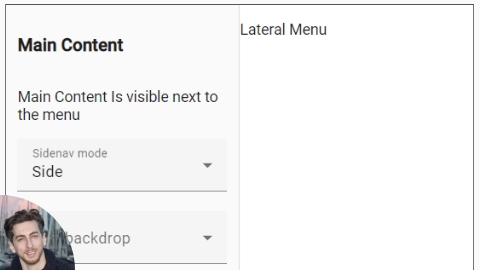 Main Content
Lateral Menu
Main Content Is visible next to
the menu
Sidenav mode
Side
backdrop